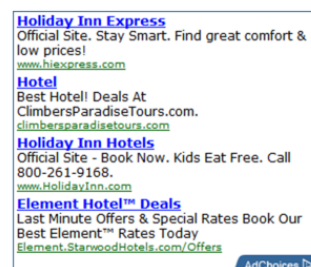 Holiday Inn Express
Official Site. Stay Smart. Find great comfort &
low prices!
www.hiexpress.com
Hotel
Best Hotel! Deals At
ClimbersParadiseTours.com.
climbersparadisetours.com
Holiday Inn Hotels
Official Site - Book Now. Kids Eat Free. Call
800-261-9168.
www.HolidayInn.com
Element Hotel™ Deals
Last Minute Offers & Special Rates Book Our
Best Element™ Rates Today
Element.StarwoodHotels.com/Offers
AdChoices